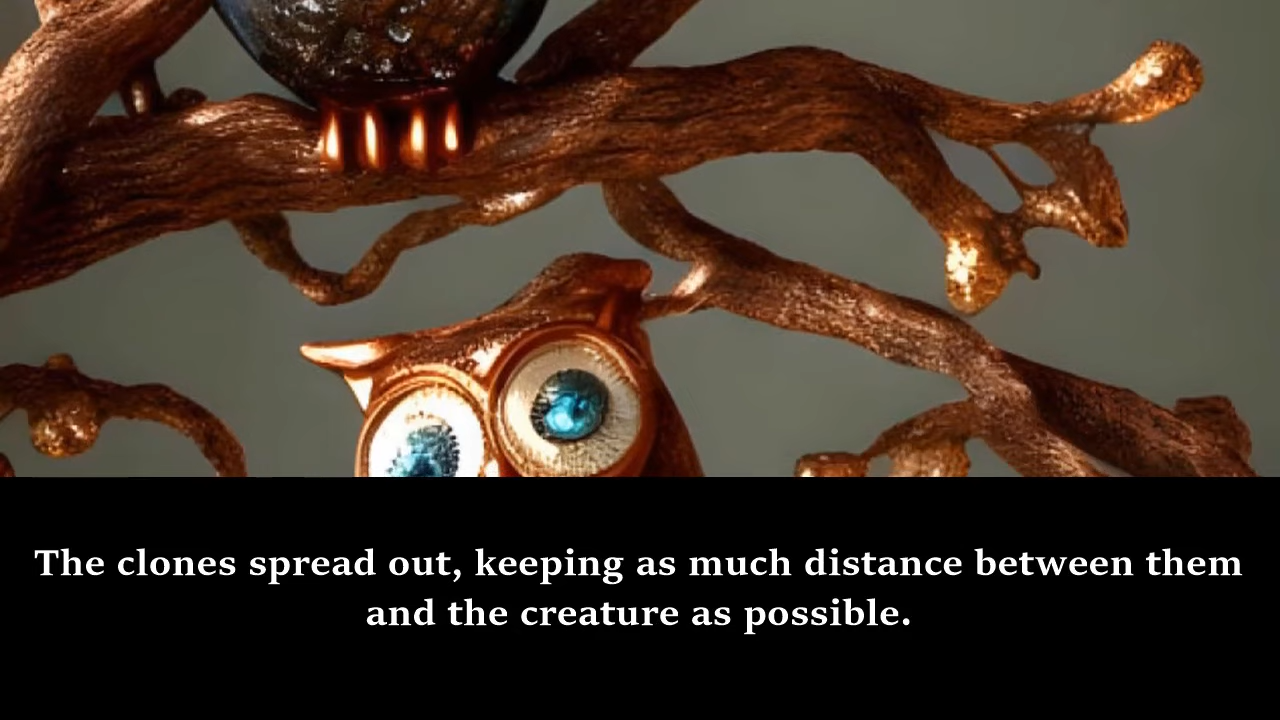 The clones spread out, keeping as much distance between them
and the creature as possible.